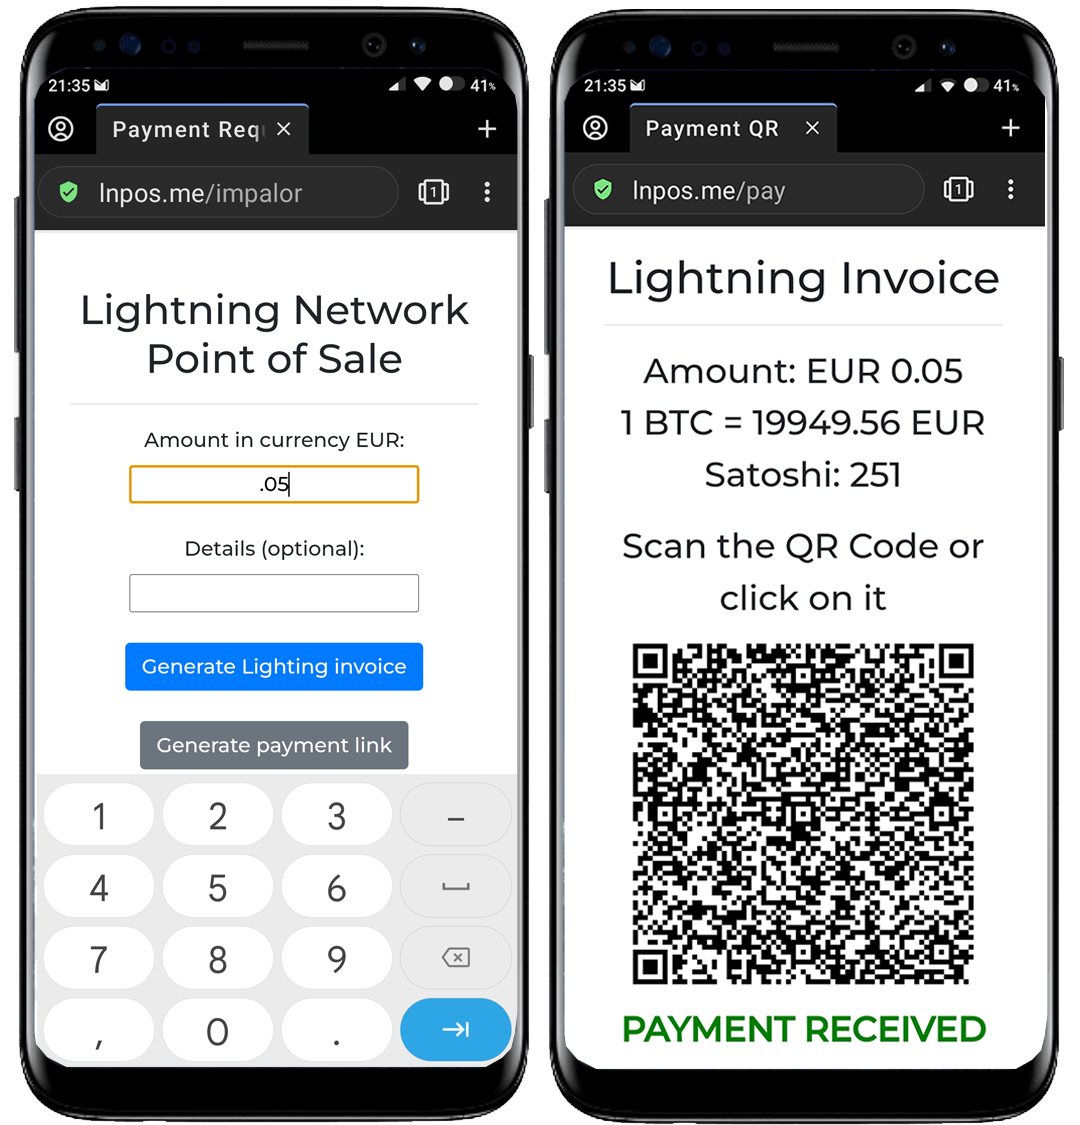 21:35
41%
Payment Req
lnpos.me/impalor
1
Lightning Network
Point of Sale
Amount in currency EUR:
.05
Details (optional):
Generate Lighting invoice
Generate payment link
1 2 3 –
4 5 6
7 8 9
, 0 .
21:35
41%
Payment QR
lnpos.me/pay
1
Lightning Invoice
Amount: EUR 0.05
1 BTC = 19949.56 EUR
Satoshi: 251
Scan the QR Code or
click on it
PAYMENT RECEIVED